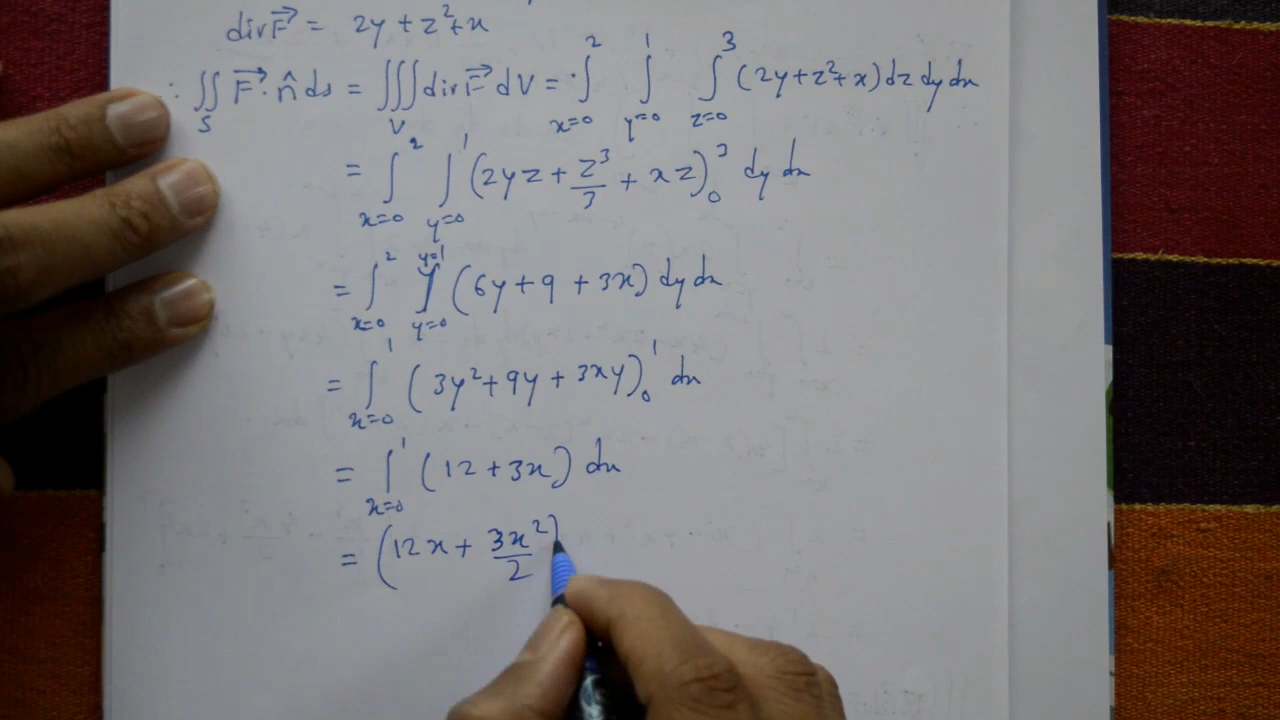 div F⃗ = 2y + z² + x
∴ ∬_S F⃗ · n̂ ds = ∭_V div F⃗ dV = ∫_{x=0}^{2} ∫_{y=0}^{1} ∫_{z=0}^{3} (2y + z² + x) dz dy dx
= ∫_{x=0}^{2} ∫_{y=0}^{1} (2yz + z³/3 + xz)_0^3 dy dx
= ∫_{x=0}^{2} ∫_{y=0}^{y=1} (6y + 9 + 3x) dy dx
= ∫_{x=0}^{1} (3y² + 9y + 3xy)_0^1 dx
= ∫_{x=0}^{1} (12 + 3x) dx
= (12x + 3x²/2)